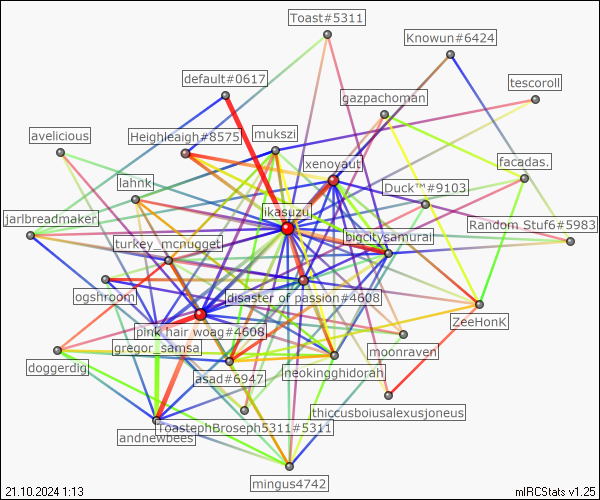 Toast#5311
Knowun#6424
default#0617
tescoroll
gazpachoman
avelicious
Heighleaigh#8575
mukszi
xenoyaut
facadas.
lahnk
Duck™#9103
ikasuzu
jarlbreadmaker
Random Stuf6#5983
turkey_mcnugget
bigcitysamurai
ogshroom
disaster of passion#4608
ZeeHonK
pink hair woag#4608
gregor_samsa
moonraven
doggerdig
asad#6947
neokingghidorah
thiccusboiusalexusjoneus
ToastephBroseph5311#5311
andnewbees
mingus4742
21.10.2024 1:13
mIRCStats v1.25